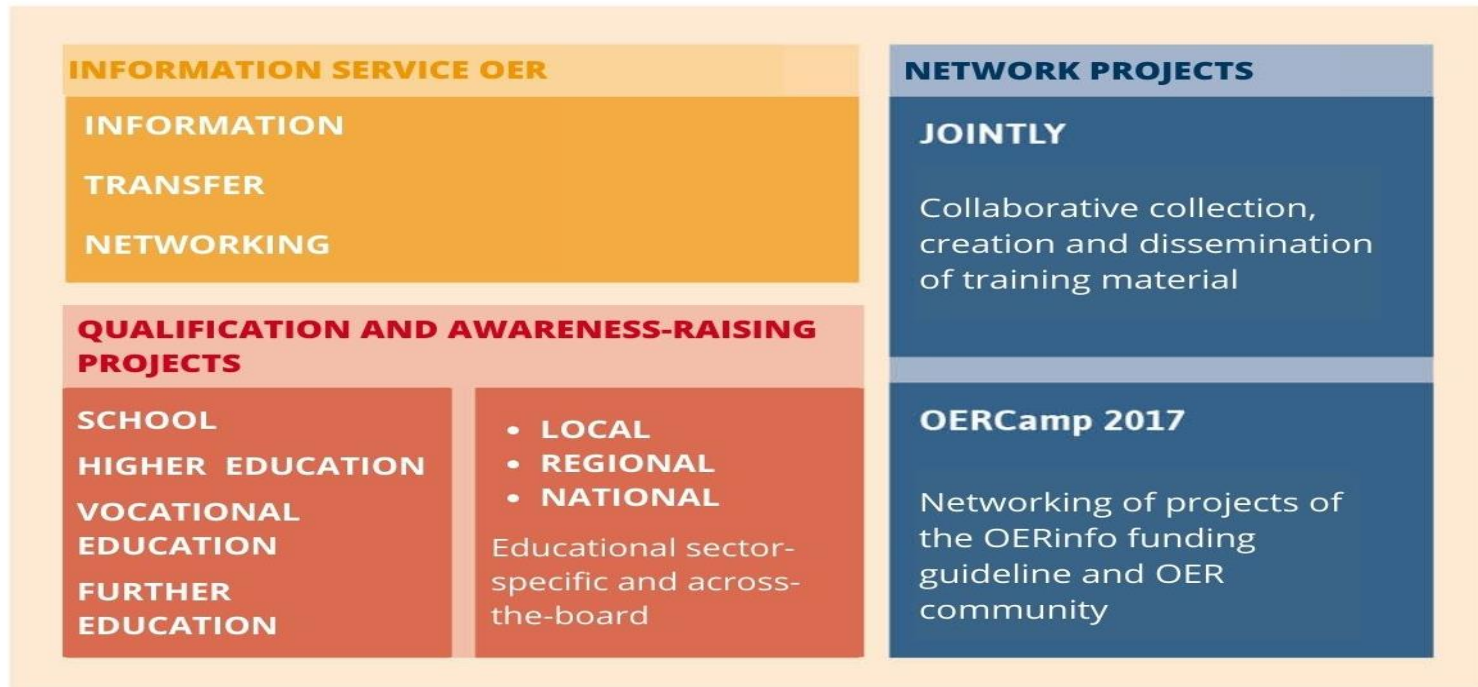 INFORMATION SERVICE OER
INFORMATION
TRANSFER
NETWORKING
QUALIFICATION AND AWARENESS-RAISING
PROJECTS
SCHOOL
HIGHER EDUCATION
VOCATIONAL
EDUCATION
FURTHER
EDUCATION
• LOCAL
• REGIONAL
• NATIONAL
Educational sector-
specific and across-
the-board
NETWORK PROJECTS
JOINTLY
Collaborative collection,
creation and dissemination
of training material
OERCamp 2017
Networking of projects of
the OERinfo funding
guideline and OER
community